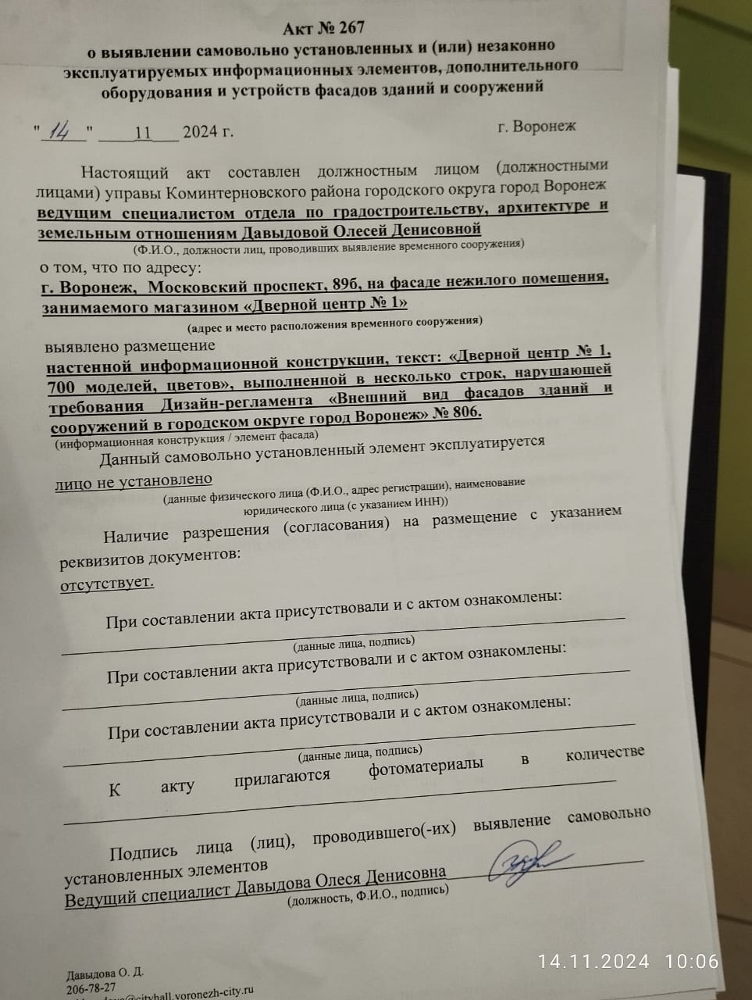 Акт № 267
о выявлении самовольно установленных и (или) незаконно
эксплуатируемых информационных элементов, дополнительного
оборудования и устройств фасадов зданий и сооружений
"14" 11 2024 г. г. Воронеж
Настоящий акт составлен должностным лицом (должностными
лицами) управы Коминтерновского района городского округа город Воронеж
ведущим специалистом отдела по градостроительству, архитектуре и
земельным отношениям Давыдовой Олесей Денисовной
(Ф.И.О., должности лиц, проводивших выявление временного сооружения)
о том, что по адресу:
г. Воронеж, Московский проспект, 89б, на фасаде нежилого помещения,
занимаемого магазином «Дверной центр № 1»
(адрес и место расположения временного сооружения)
выявлено размещение
настенной информационной конструкции, текст: «Дверной центр № 1,
700 моделей, цветов», выполненной в несколько строк, нарушающей
требования Дизайн-регламента «Внешний вид фасадов зданий и
сооружений в городском округе город Воронеж» № 806.
(информационная конструкция / элемент фасада)
Данный самовольно установленный элемент эксплуатируется
лицо не установлено
(данные физического лица (Ф.И.О., адрес регистрации), наименование
юридического лица (с указанием ИНН))
Наличие разрешения (согласования) на размещение с указанием
реквизитов документов:
отсутствует.
При составлении акта присутствовали и с актом ознакомлены:
(данные лица, подпись)
При составлении акта присутствовали и с актом ознакомлены:
(данные лица, подпись)
При составлении акта присутствовали и с актом ознакомлены:
(данные лица, подпись)
К акту прилагаются фотоматериалы в количестве
Подпись лица (лиц), проводившего(-их) выявление самовольно
установленных элементов
Ведущий специалист Давыдова Олеся Денисовна
(должность, Ф.И.О., подпись)
Давыдова О. Д.
206-78-27
@cityhall.voronezh-city.ru
14.11.2024 10:06